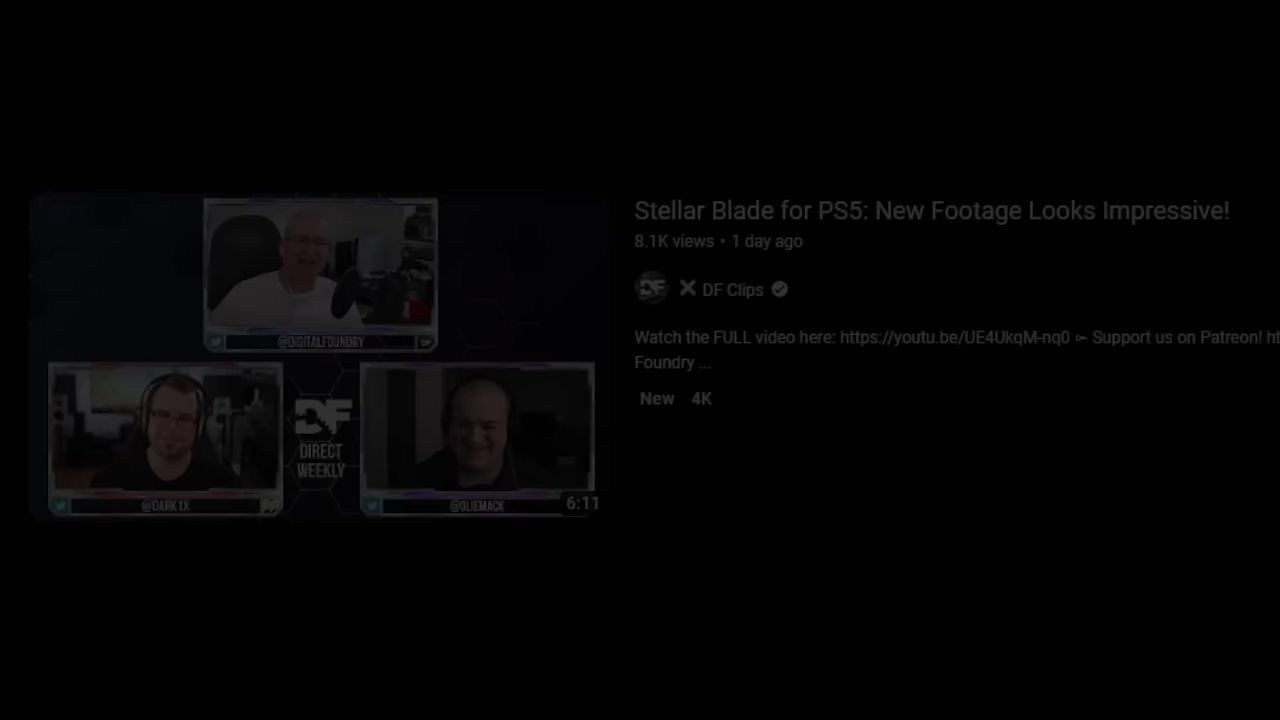 @DIGITALFOUNDRY
DF
DIRECT
WEEKLY
@DARK1X
@OLIEMACK
6:11
Stellar Blade for PS5: New Footage Looks Impressive!
8.1K views • 1 day ago
DF
DF Clips
Watch the FULL video here: https://youtu.be/UE4UkqM-nq0 ⊳ Support us on Patreon! ht
Foundry ...
New 4K